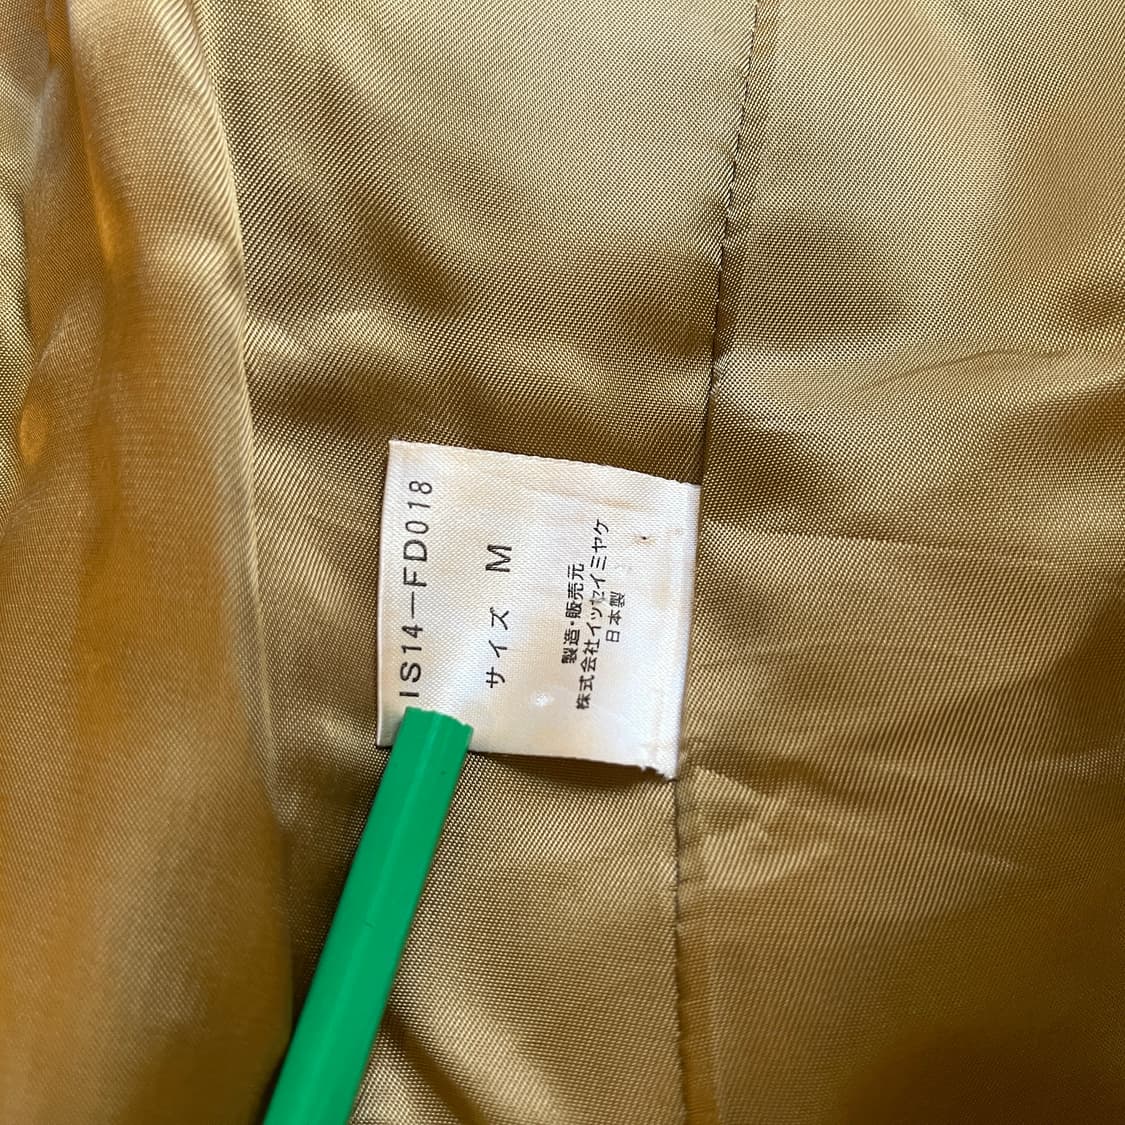 IS14-FD018
サイズ M
製造・販売元
株式会社イッセイミヤケ
日本製